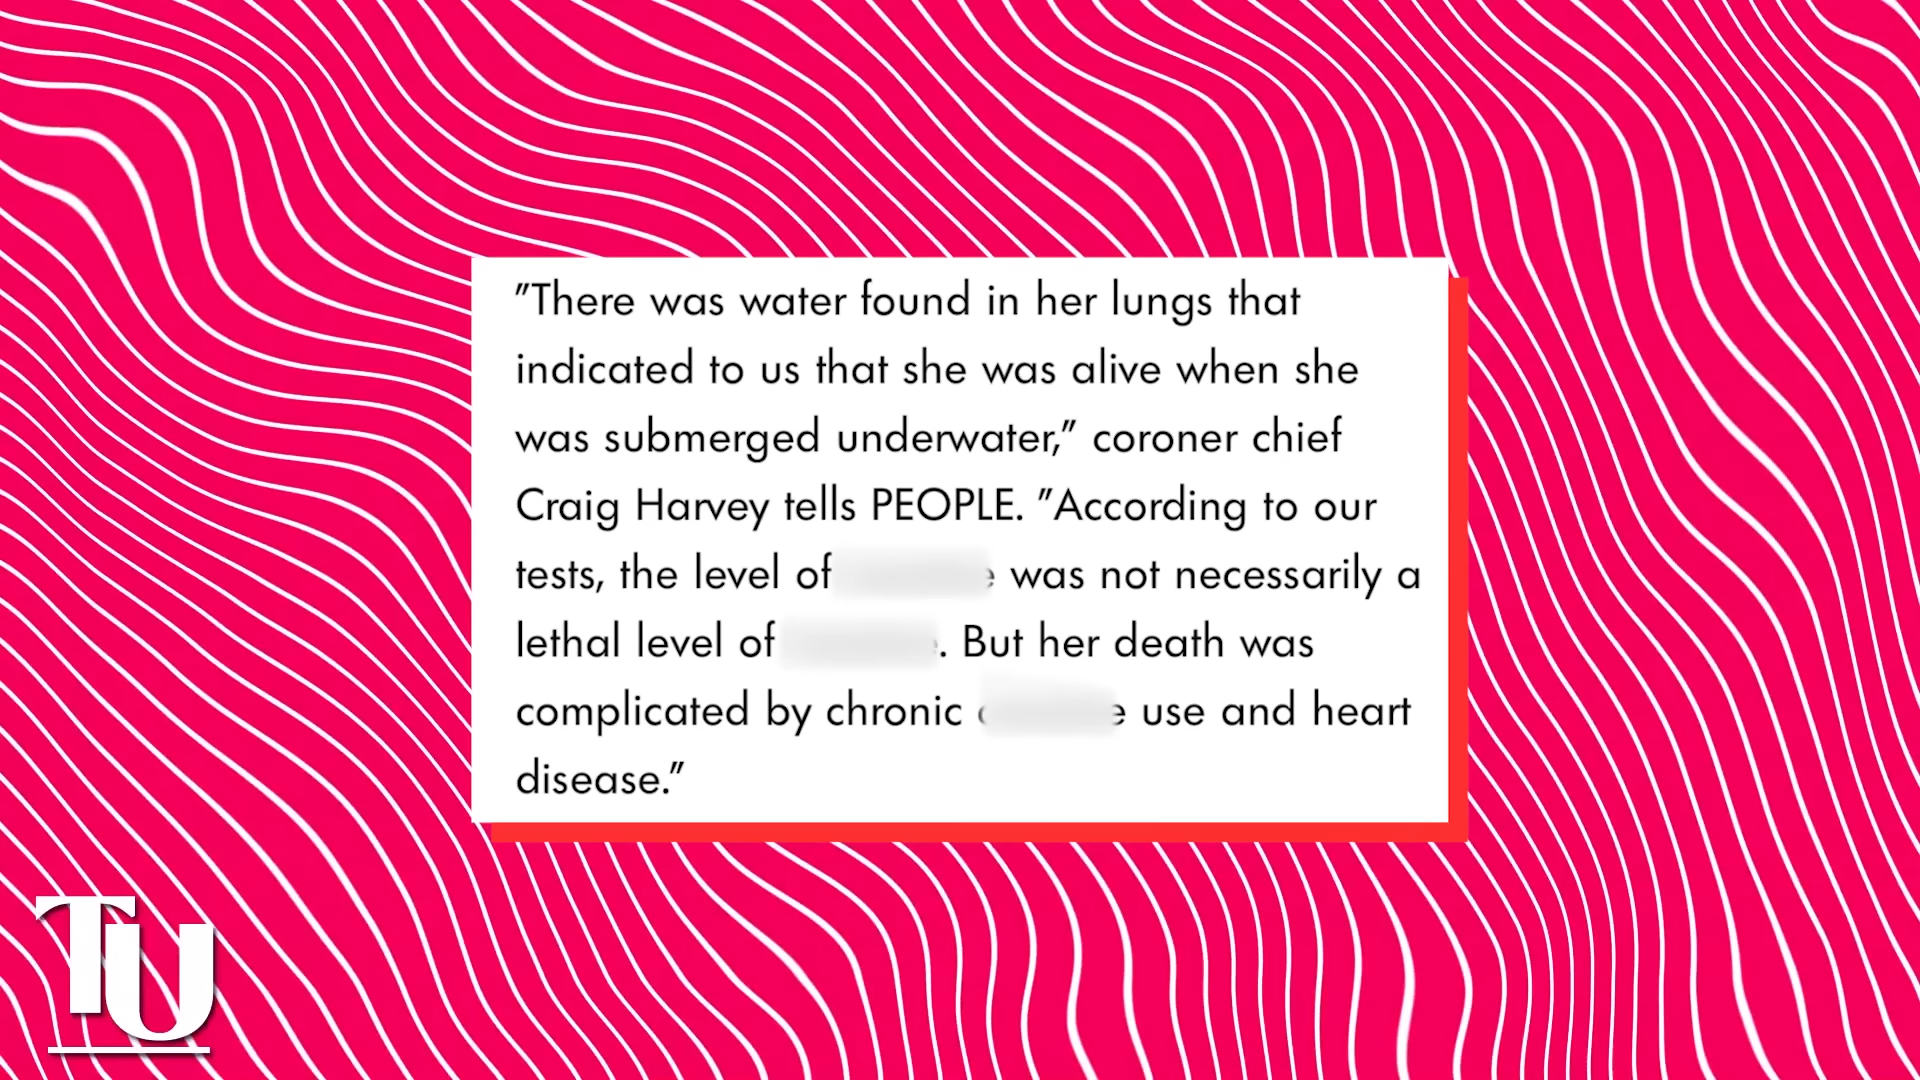 "There was water found in her lungs that
indicated to us that she was alive when she
was submerged underwater," coroner chief
Craig Harvey tells PEOPLE. "According to our
tests, the level of was not necessarily a
lethal level of . But her death was
complicated by chronic use and heart
disease."
TU